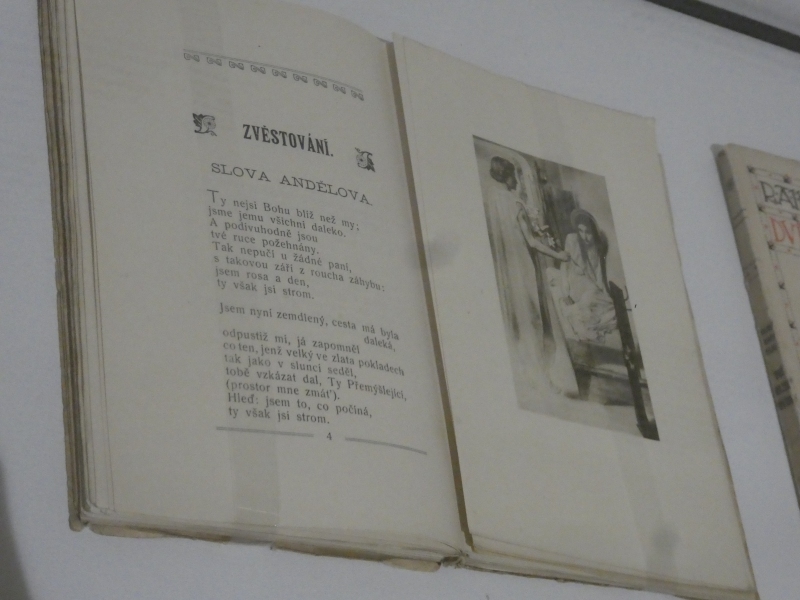 ZVĚSTOVÁNÍ.
SLOVA ANDĚLOVA.
Ty nejsi Bohu blíž než my;
jsme jemu všichni daleko.
A podivuhodně jsou
tvé ruce požehnány.
Tak nepučí u žádné paní,
s takovou září z roucha záhybu:
jsem rosa a den,
ty však jsi strom.
Jsem nyní zemdlený, cesta má byla
daleká,
odpustiž mi, já zapomněl
co ten, jenž velký ve zlata pokladech
tak jako v slunci seděl,
tobě vzkázat dal, Ty Přemýšlející,
(prostor mne zmát').
Hleď: jsem to, co počíná,
ty však jsi strom.
4